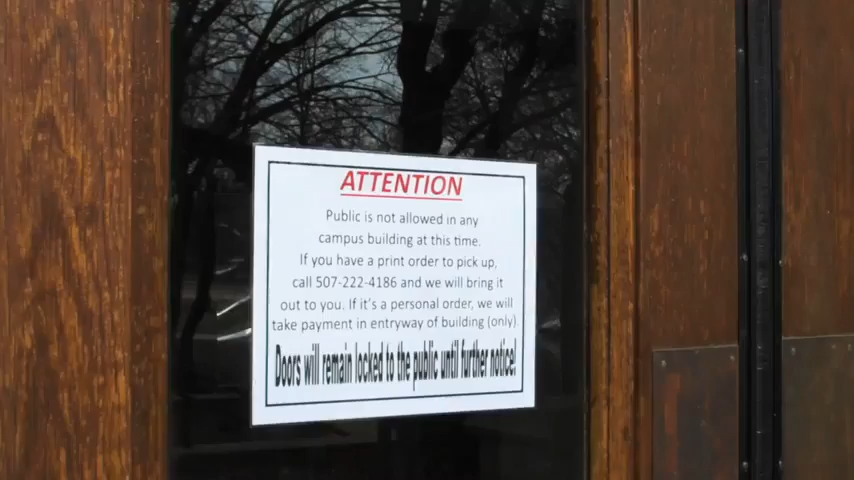 ATTENTION
Public is not allowed in any
campus building at this time.
If you have a print order to pick up,
call 507-222-4186 and we will bring it
out to you. If it's a personal order, we will
take payment in entryway of building (only).
Doors will remain locked to the public until further notice!